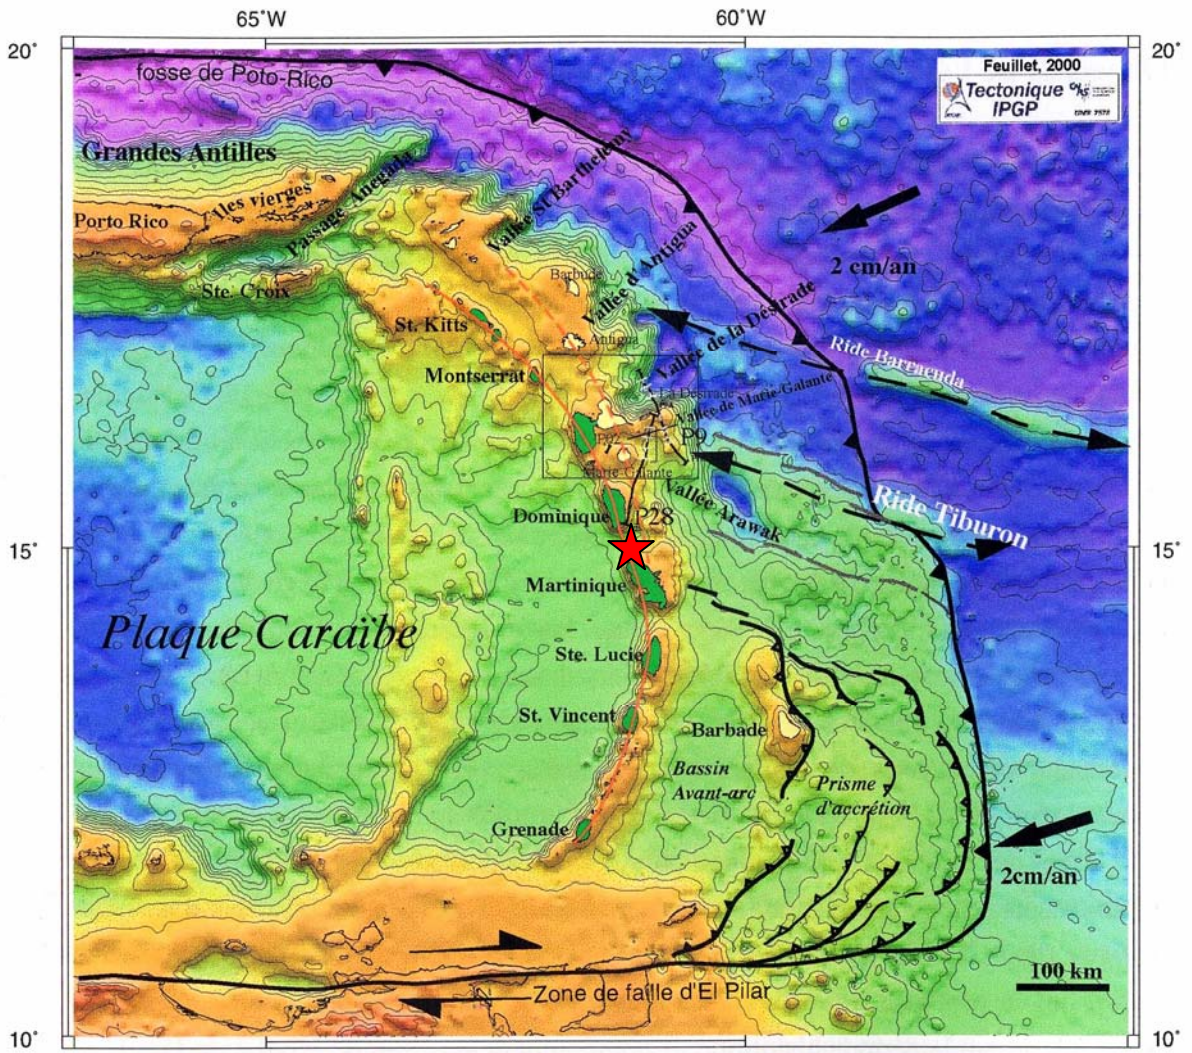 65°W
60°W
20°
20°
Feuillet, 2000
Tectonique
IPGP
fosse de Poto-Rico
Grandes Antilles
Iles vierges
Porto Rico
Passage Anegada
Vallée St Barthélemy
Ste. Croix
2 cm/an
Barbude
Vallée d'Antigua
St. Kitts
Antigua
Vallée de la Désirade
Ride Barracuda
Montserrat
La Désirade
Vallée de Marie-Galante
Marie-Galante
Vallée Arawak
Ride Tiburon
Dominique
P28
15°
15°
Martinique
Plaque Caraïbe
Ste. Lucie
St. Vincent
Barbade
Bassin
Avant-arc
Prisme
d'accrétion
Grenade
2cm/an
100 km
Zone de faille d'El Pilar
10°
10°